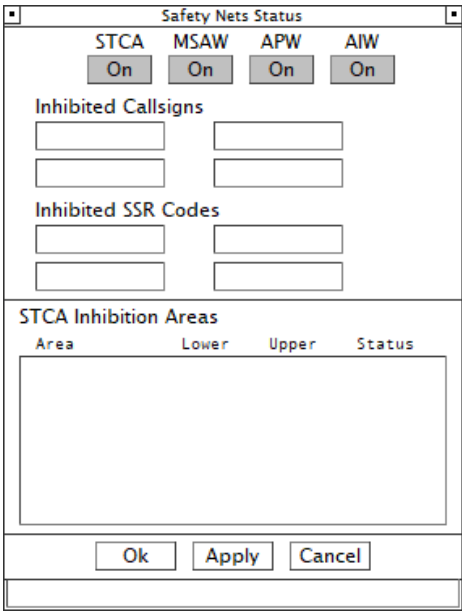 Safety Nets Status
STCA MSAW APW AIW
On On On On
Inhibited Callsigns
Inhibited SSR Codes
STCA Inhibition Areas
Area Lower Upper Status
Ok Apply Cancel